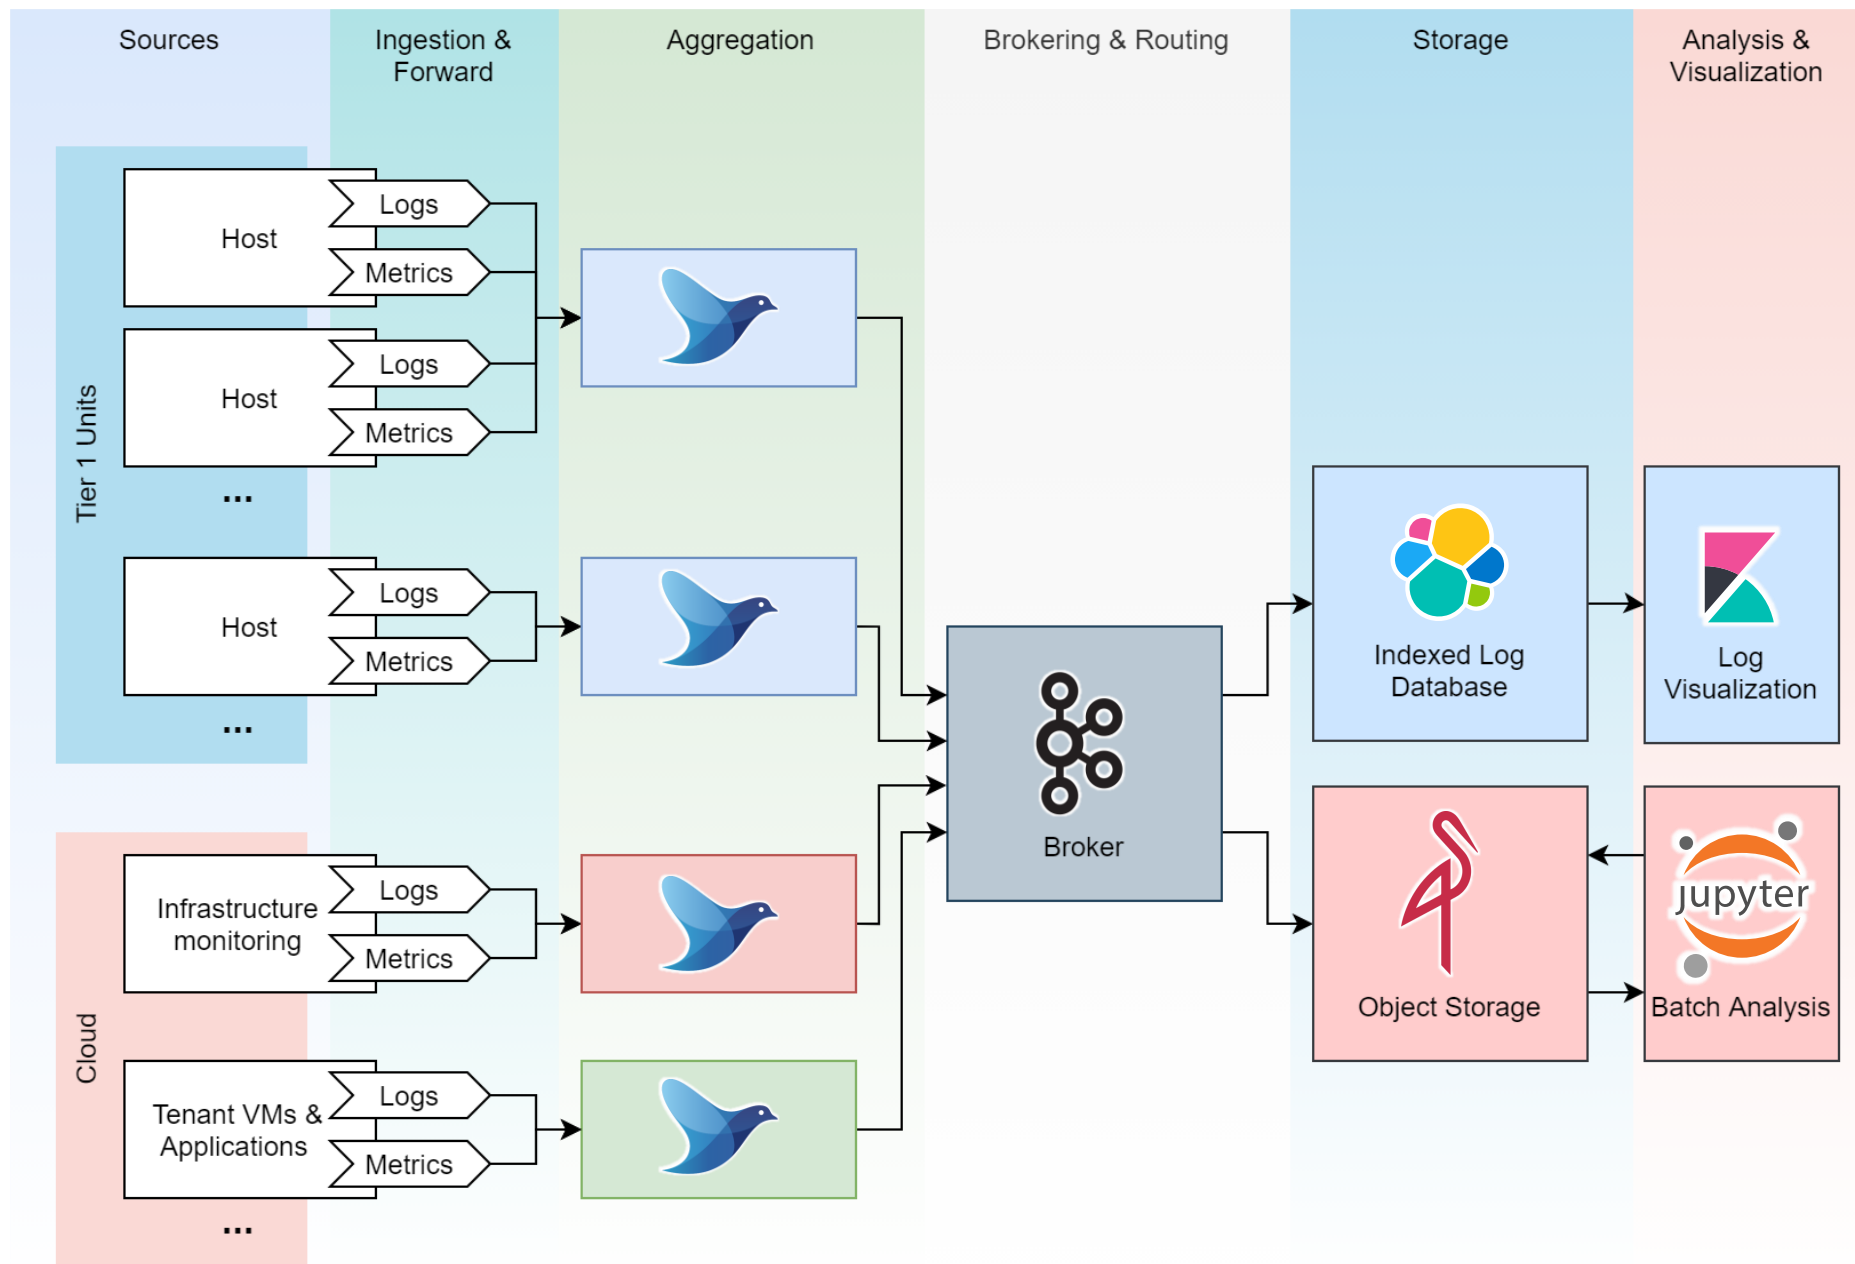 Sources
Ingestion &
Forward
Aggregation
Brokering & Routing
Storage
Analysis &
Visualization
Tier 1 Units
Host
Logs
Metrics
Host
Logs
Metrics
...
Host
Logs
Metrics
...
Cloud
Infrastructure
monitoring
Logs
Metrics
Tenant VMs &
Applications
Logs
Metrics
...
Broker
Indexed Log
Database
Log
Visualization
Object Storage
jupyter
Batch Analysis